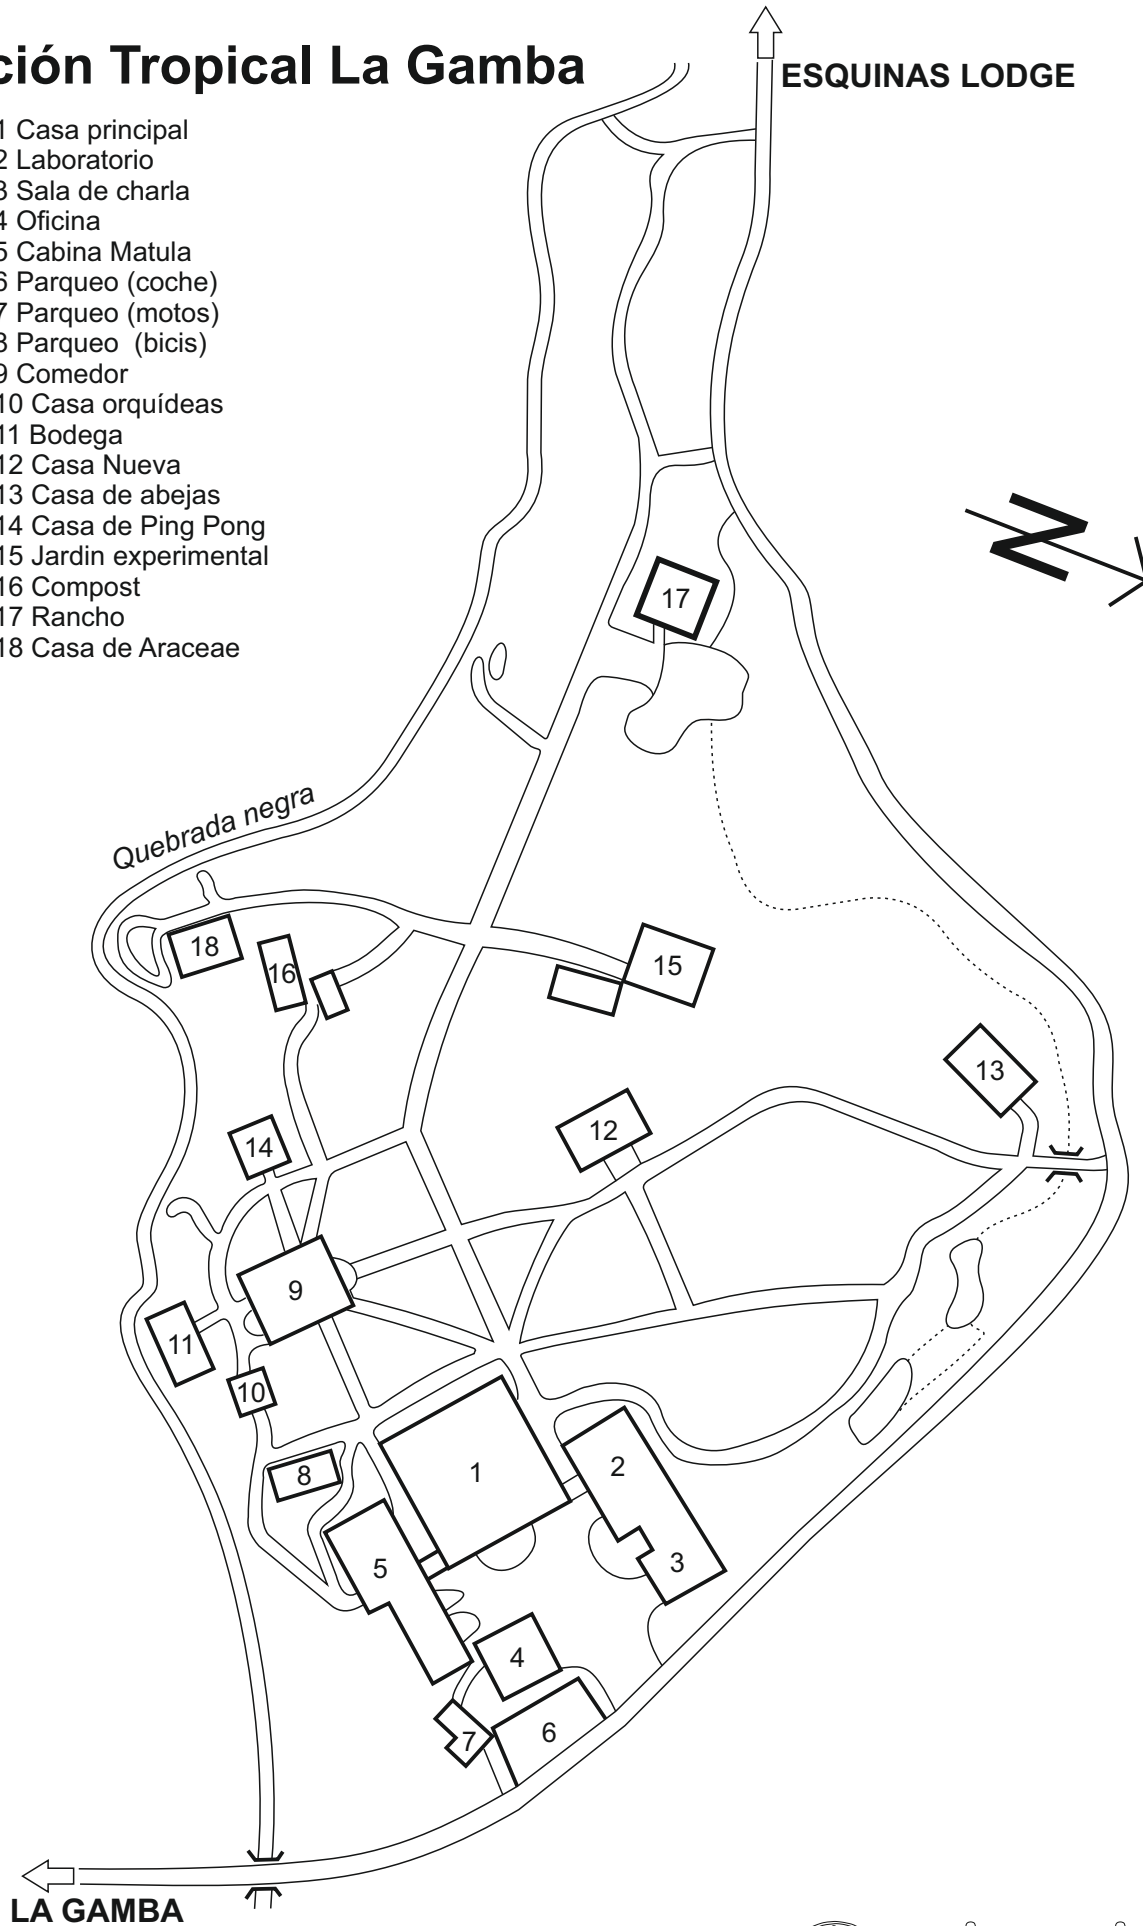 ción Tropical La Gamba
ESQUINAS LODGE
1 Casa principal
2 Laboratorio
3 Sala de charla
4 Oficina
5 Cabina Matula
6 Parqueo (coche)
7 Parqueo (motos)
8 Parqueo (bicis)
9 Comedor
10 Casa orquídeas
11 Bodega
12 Casa Nueva
13 Casa de abejas
14 Casa de Ping Pong
15 Jardin experimental
16 Compost
17 Rancho
18 Casa de Araceae
N
17
Quebrada negra
18
16
15
13
12
14
9
11
10
8
1
2
3
5
4
6
7
LA GAMBA